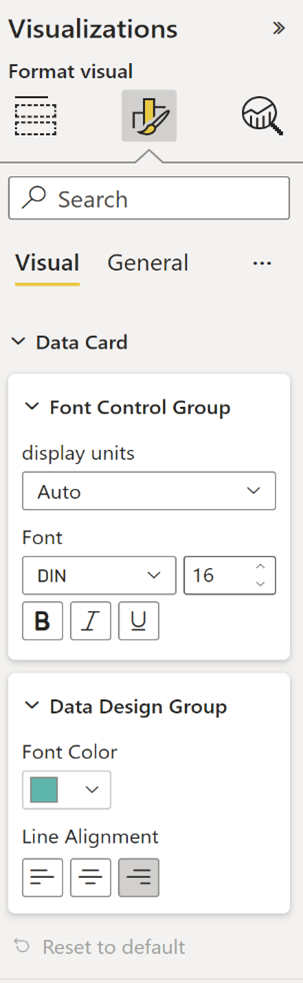 Visualizations
Format visual
Search
Visual General ...
Data Card
Font Control Group
display units
Auto
Font
DIN 16
B I U
Data Design Group
Font Color
Line Alignment
Reset to default